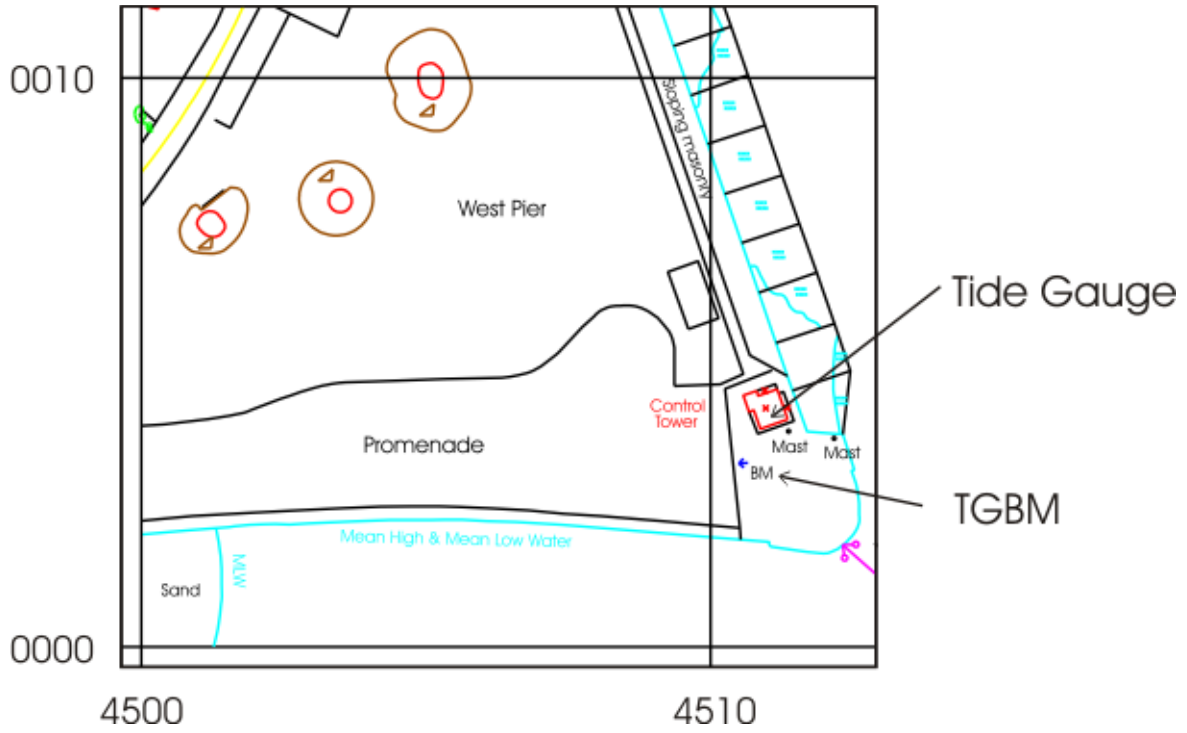 0010
Sloping masonry
West Pier
Tide Gauge
Control
Tower
Promenade
Mast
Mast
BM
TGBM
Mean High & Mean Low Water
MLW
Sand
0000
4500
4510